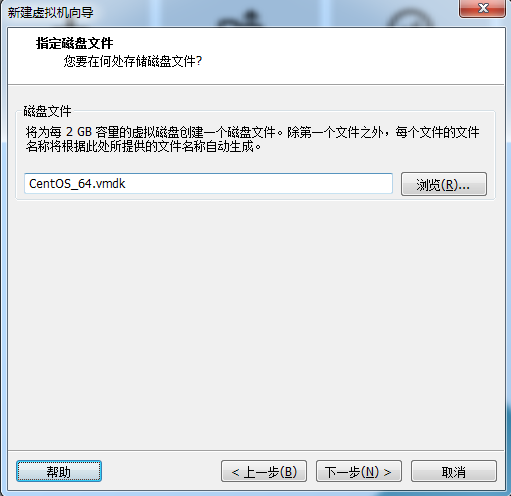 新建虚拟机向导
指定磁盘文件
您要在何处存储磁盘文件?
磁盘文件
将为每 2 GB 容量的虚拟磁盘创建一个磁盘文件。除第一个文件之外，每个文件的文件
名称将根据此处所提供的文件名称自动生成。
CentOS_64.vmdk
浏览(R)...
帮助
< 上一步(B)
下一步(N) >
取消